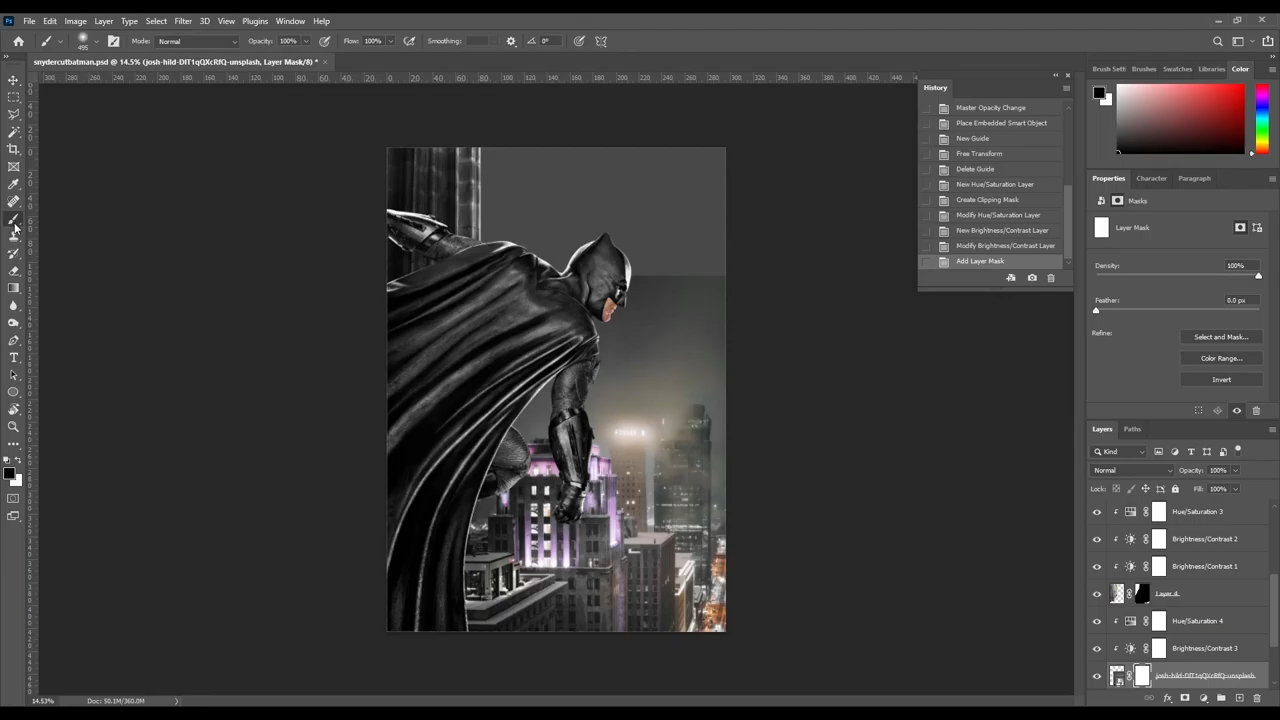 Ps File Edit Image Layer Type Select Filter 3D View Plugins Window Help
495 Mode: Normal Opacity: 100% Flow: 100% Smoothing: 0°
snydercutbatman.psd @ 14.5% (josh-hild-DIT1qQXcRfQ-unsplash, Layer Mask/8) *
History
Master Opacity Change
Place Embedded Smart Object
New Guide
Free Transform
Delete Guide
New Hue/Saturation Layer
Create Clipping Mask
Modify Hue/Saturation Layer
New Brightness/Contrast Layer
Modify Brightness/Contrast Layer
Add Layer Mask
Brush Setti Brushes Swatches Libraries Color
Properties Character Paragraph
Masks
Layer Mask
Density: 100%
Feather: 0.0 px
Refine: Select and Mask...
Color Range...
Invert
Layers Paths
Kind
Normal Opacity: 100%
Lock: Fill: 100%
Hue/Saturation 3
Brightness/Contrast 2
Brightness/Contrast 1
Layer 4
Hue/Saturation 4
Brightness/Contrast 3
josh-hild-DIT1qQXcRfQ-unsplash
14.53% Doc: 50.1M/360.0M